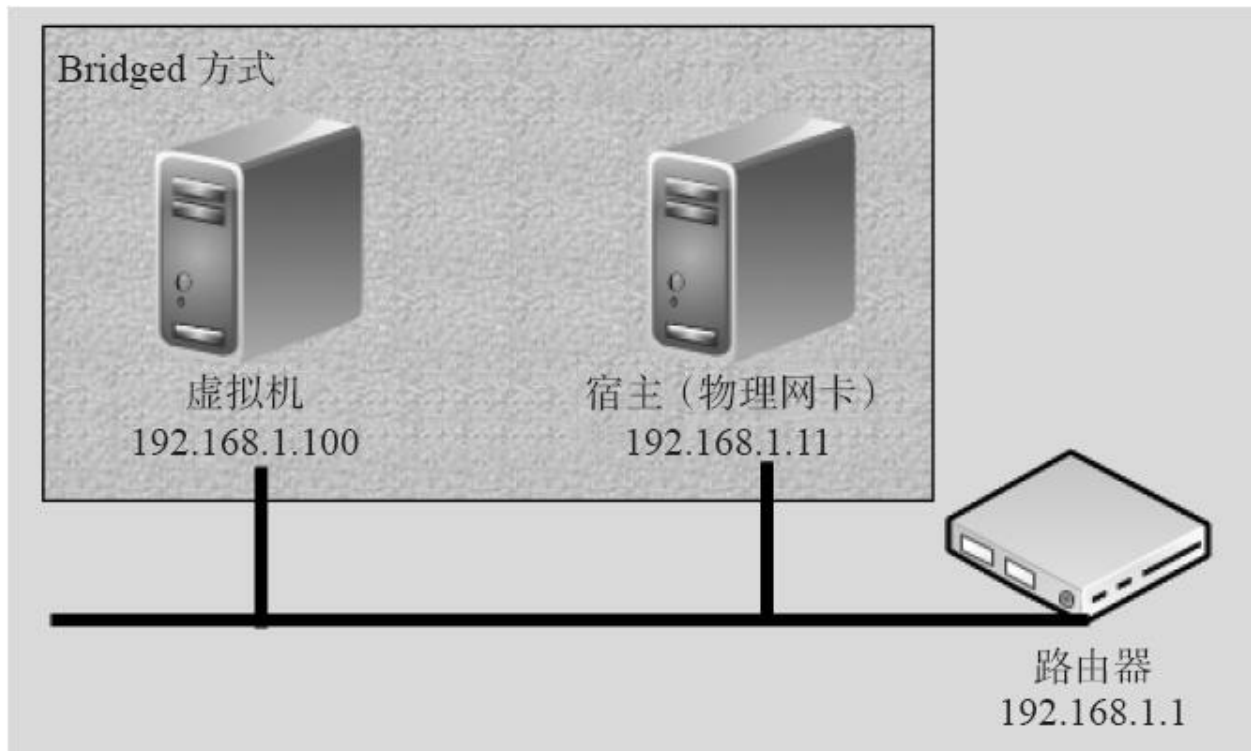 Bridged 方式
虚拟机
192.168.1.100
宿主（物理网卡）
192.168.1.11
路由器
192.168.1.1